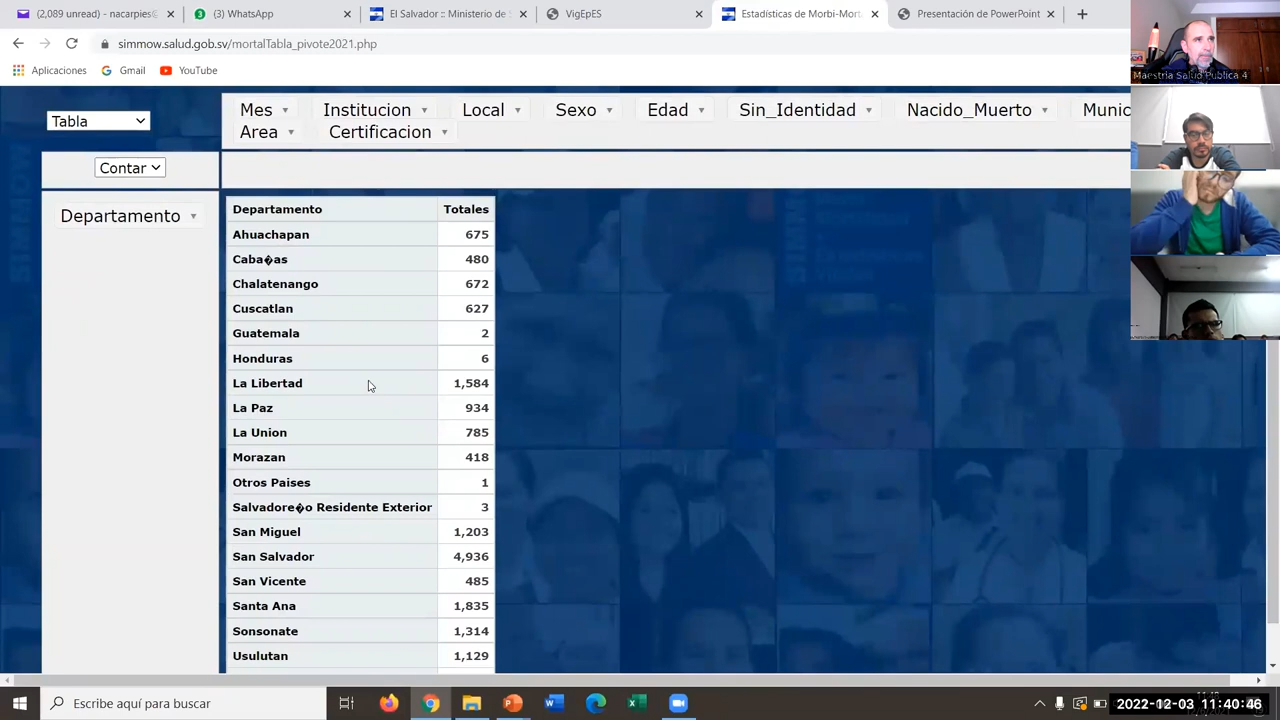 (2,089 unread) - nacarpies@
(3) WhatsApp
El Salvador :: Ministerio de S
VigEpES
Estadísticas de Morbi-Mort
Presentación de PowerPoint
simmow.salud.gob.sv/mortalTabla_pivote2021.php
Aplicaciones
Gmail
YouTube
Maestria Salud Publica 4
Tabla
Mes
Institucion
Local
Sexo
Edad
Sin_Identidad
Nacido_Muerto
Munic
Area
Certificacion
Contar
Departamento
Departamento Totales
Ahuachapan 675
Caba�as 480
Chalatenango 672
Cuscatlan 627
Guatemala 2
Honduras 6
La Libertad 1,584
La Paz 934
La Union 785
Morazan 418
Otros Paises 1
Salvadore�o Residente Exterior 3
San Miguel 1,203
San Salvador 4,936
San Vicente 485
Santa Ana 1,835
Sonsonate 1,314
Usulutan 1,129
Escribe aquí para buscar
2022-12-03 11:40:46